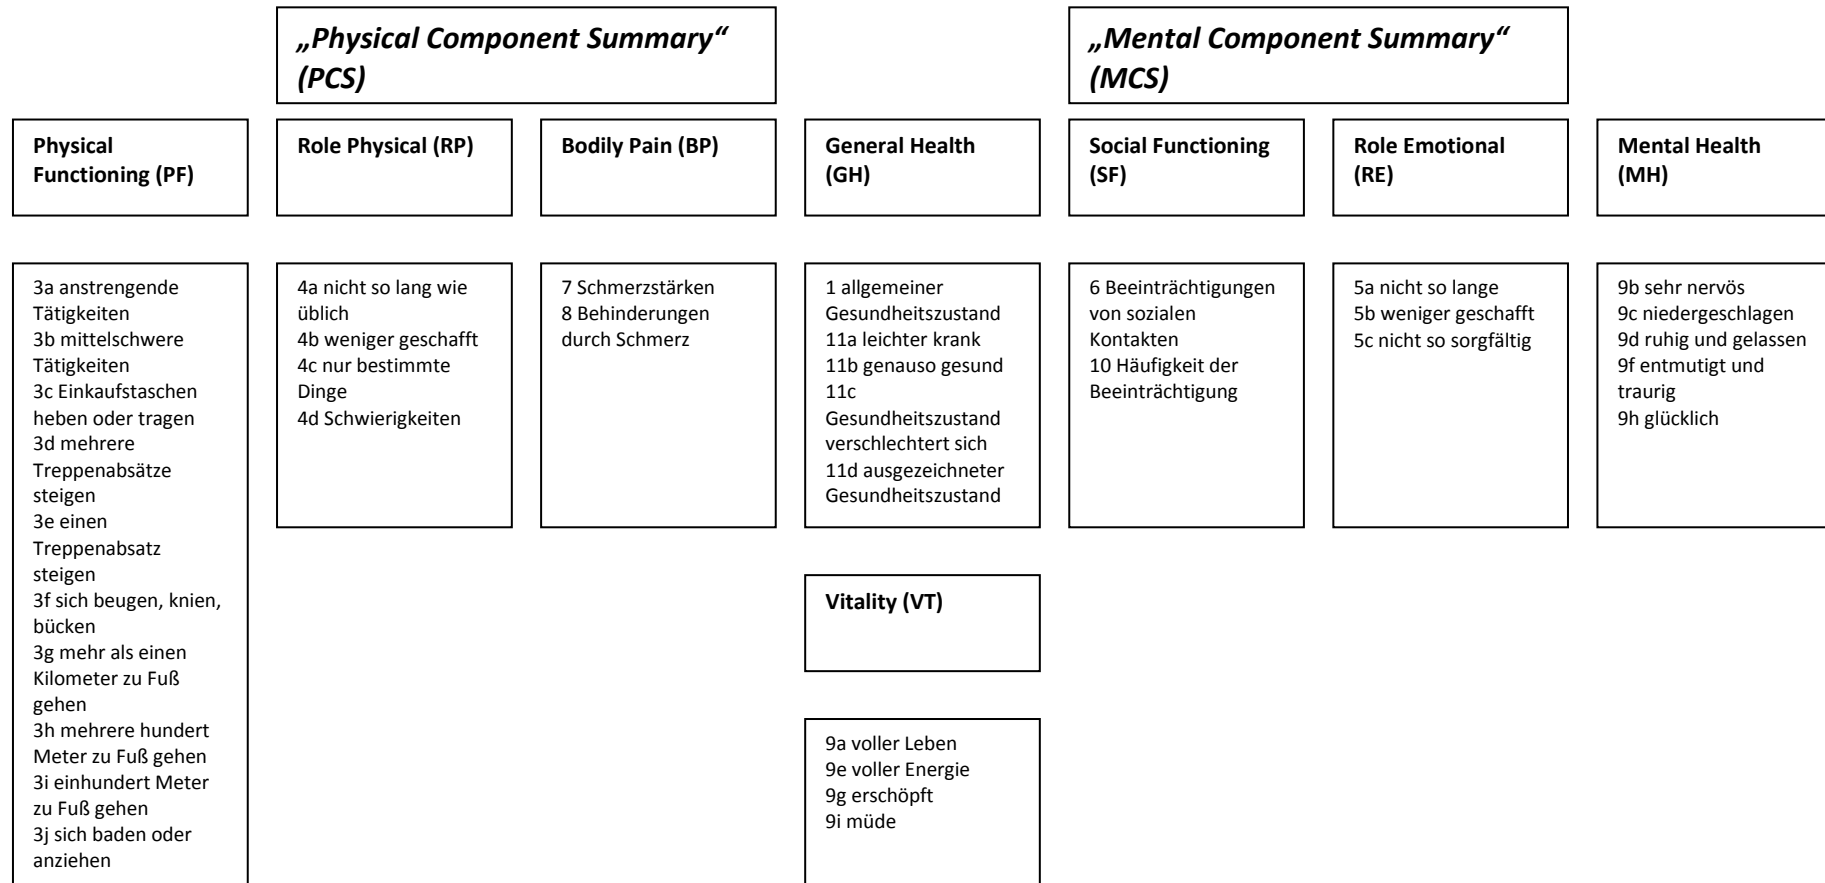 „Physical Component Summary“
(PCS)
„Mental Component Summary“
(MCS)
Physical
Functioning (PF)
Role Physical (RP)
Bodily Pain (BP)
General Health
(GH)
Social Functioning
(SF)
Role Emotional
(RE)
Mental Health
(MH)
3a anstrengende
Tätigkeiten
3b mittelschwere
Tätigkeiten
3c Einkaufstaschen
heben oder tragen
3d mehrere
Treppenabsätze
steigen
3e einen
Treppenabsatz
steigen
3f sich beugen, knien,
bücken
3g mehr als einen
Kilometer zu Fuß
gehen
3h mehrere hundert
Meter zu Fuß gehen
3i einhundert Meter
zu Fuß gehen
3j sich baden oder
anziehen
4a nicht so lang wie
üblich
4b weniger geschafft
4c nur bestimmte
Dinge
4d Schwierigkeiten
7 Schmerzstärken
8 Behinderungen
durch Schmerz
1 allgemeiner
Gesundheitszustand
11a leichter krank
11b genauso gesund
11c
Gesundheitszustand
verschlechtert sich
11d ausgezeichneter
Gesundheitszustand
6 Beeinträchtigungen
von sozialen
Kontakten
10 Häufigkeit der
Beeinträchtigung
5a nicht so lange
5b weniger geschafft
5c nicht so sorgfältig
9b sehr nervös
9c niedergeschlagen
9d ruhig und gelassen
9f entmutigt und
traurig
9h glücklich
Vitality (VT)
9a voller Leben
9e voller Energie
9g erschöpft
9i müde